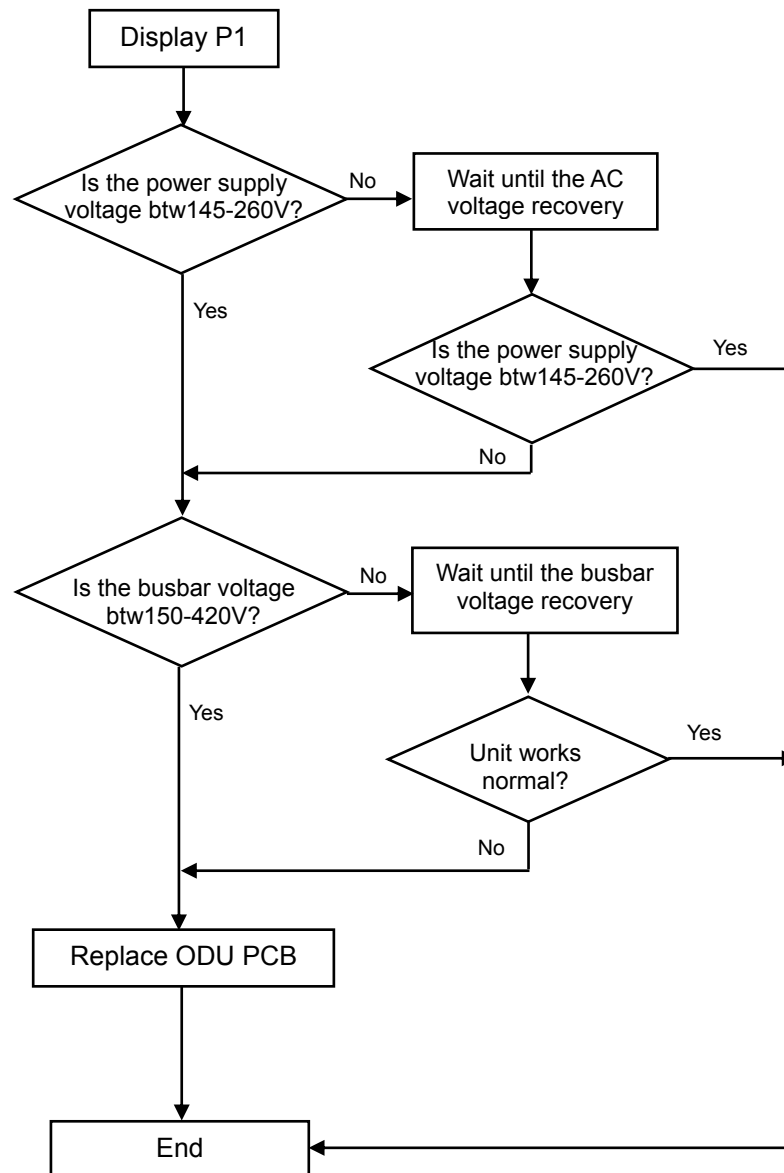 Display P1
Is the power supply
voltage btw145-260V?
No
Wait until the AC
voltage recovery
Yes
Is the power supply
voltage btw145-260V?
Yes
No
Is the busbar voltage
btw150-420V?
No
Wait until the busbar
voltage recovery
Yes
Unit works
normal?
Yes
No
Replace ODU PCB
End